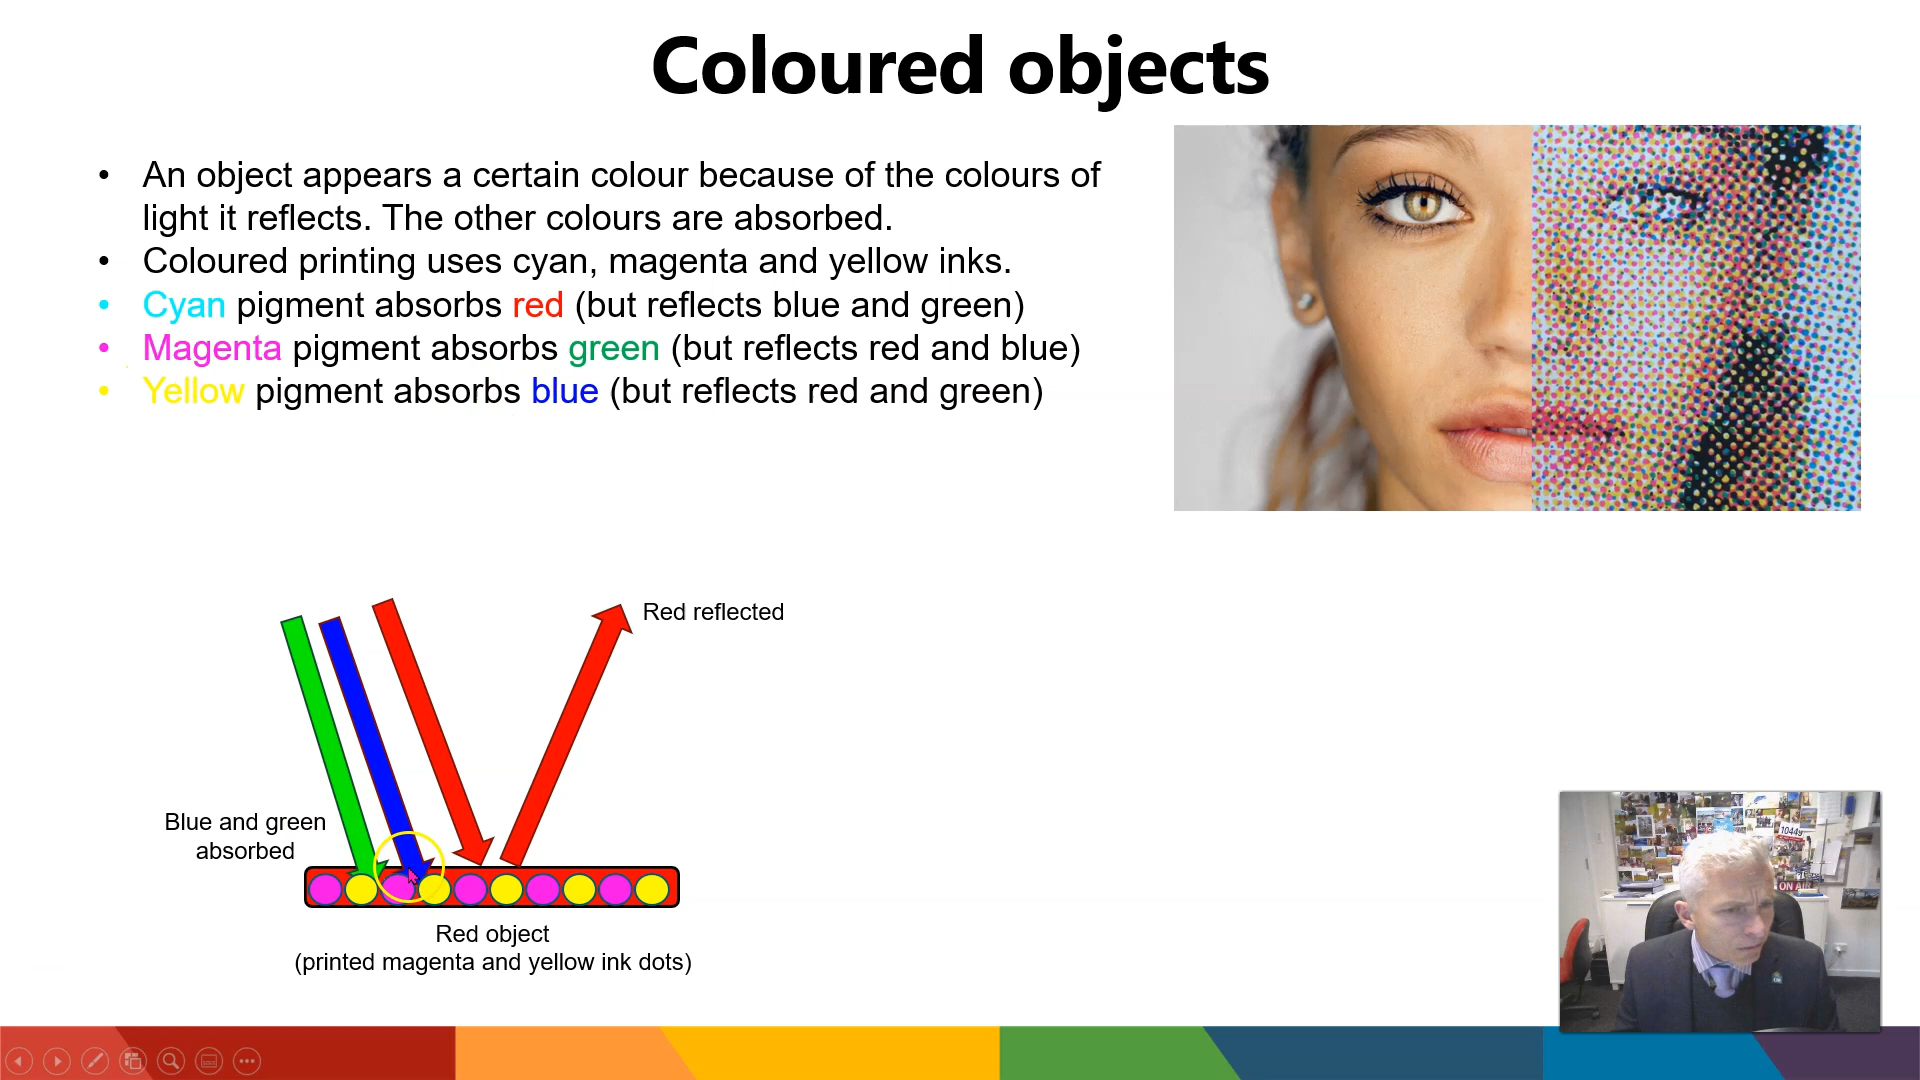 Coloured objects
• An object appears a certain colour because of the colours of
light it reflects. The other colours are absorbed.
• Coloured printing uses cyan, magenta and yellow inks.
• Cyan pigment absorbs red (but reflects blue and green)
• Magenta pigment absorbs green (but reflects red and blue)
• Yellow pigment absorbs blue (but reflects red and green)
Red reflected
Blue and green
absorbed
Red object
(printed magenta and yellow ink dots)
1044y
ON AIR